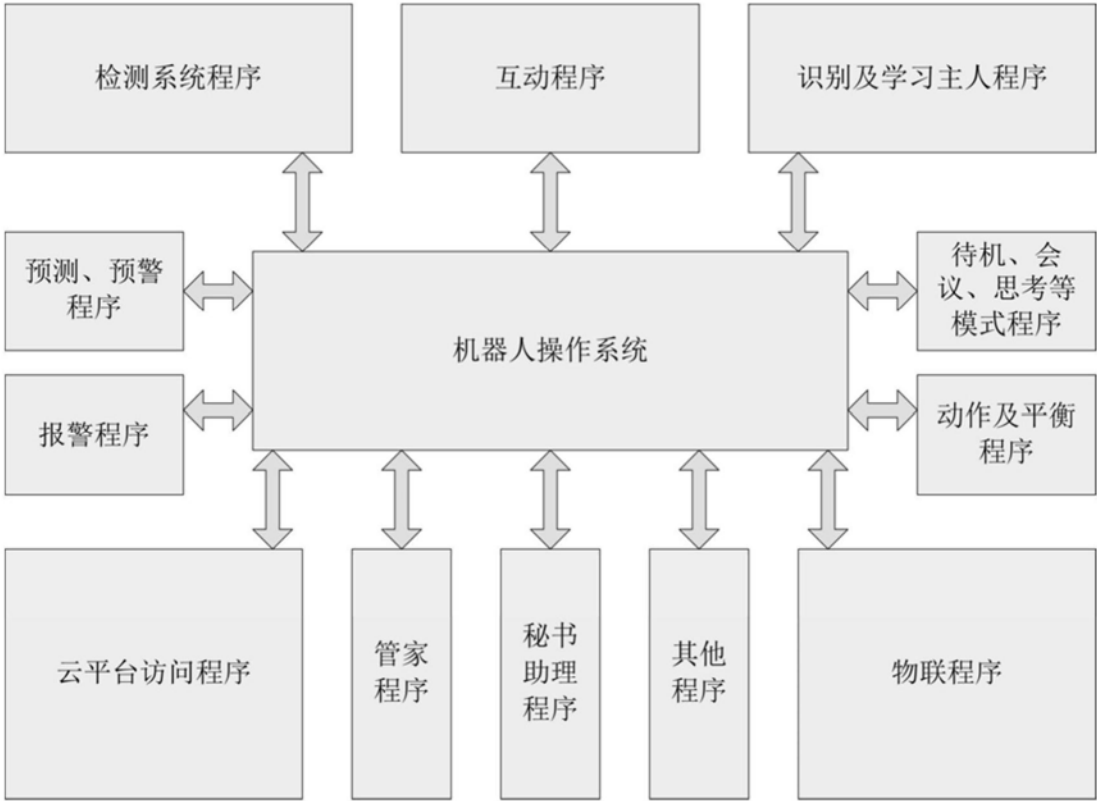 检测系统程序
互动程序
识别及学习主人程序
预测、预警
程序
待机、会
议、思考等
模式程序
机器人操作系统
报警程序
动作及平衡
程序
云平台访问程序
管家
程序
秘书
助理
程序
其他
程序
物联程序